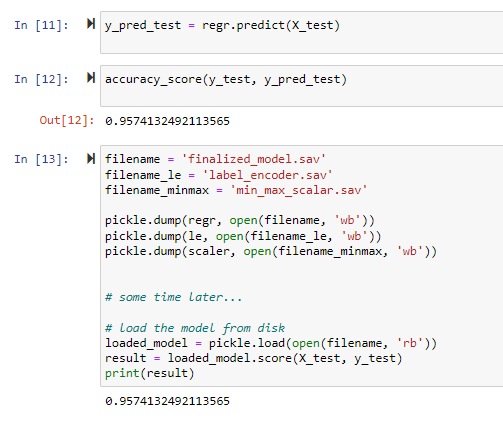 In [11]: y_pred_test = regr.predict(X_test)
In [12]: accuracy_score(y_test, y_pred_test)
Out[12]: 0.9574132492113565
In [13]: filename = 'finalized_model.sav'
filename_le = 'label_encoder.sav'
filename_minmax = 'min_max_scalar.sav'
pickle.dump(regr, open(filename, 'wb'))
pickle.dump(le, open(filename_le, 'wb'))
pickle.dump(scaler, open(filename_minmax, 'wb'))
# some time later...
# load the model from disk
loaded_model = pickle.load(open(filename, 'rb'))
result = loaded_model.score(X_test, y_test)
print(result)
0.9574132492113565